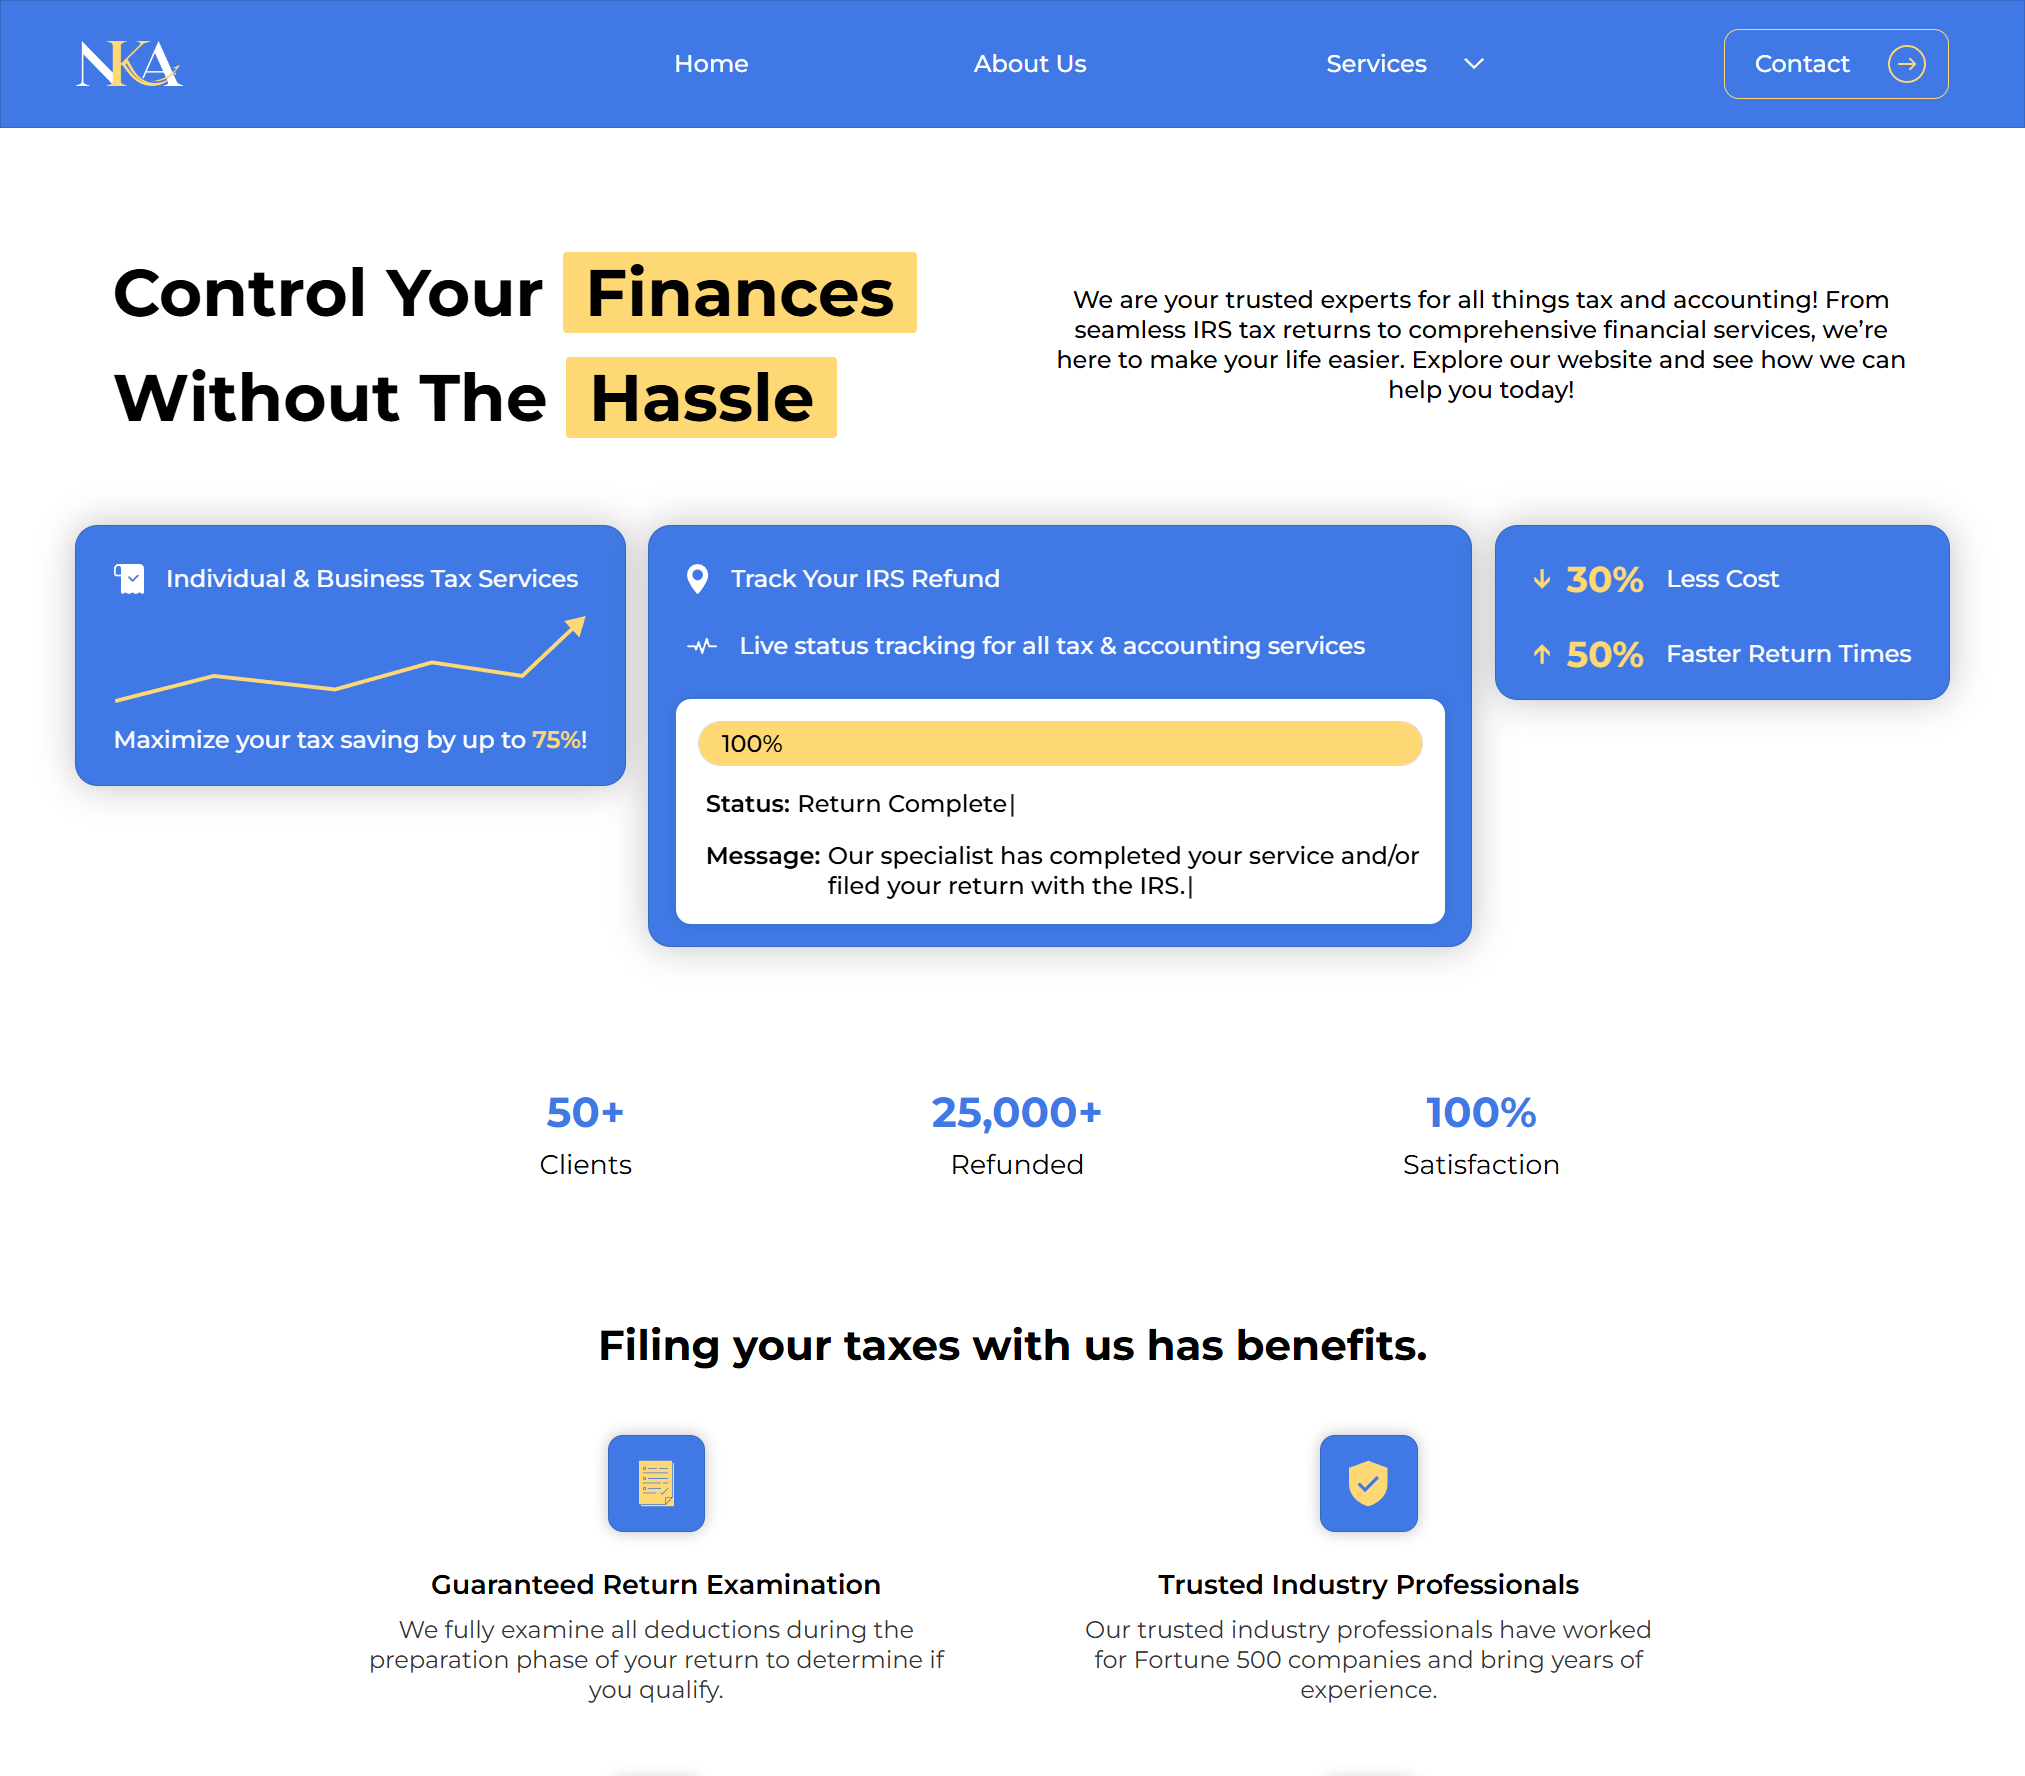 NKA
Home
About Us
Services
Contact
Control Your Finances
Without The Hassle
We are your trusted experts for all things tax and accounting! From
seamless IRS tax returns to comprehensive financial services, we’re
here to make your life easier. Explore our website and see how we can
help you today!
Individual & Business Tax Services
Maximize your tax saving by up to 75%!
Track Your IRS Refund
Live status tracking for all tax & accounting services
100%
Status: Return Complete|
Message: Our specialist has completed your service and/or
filed your return with the IRS.|
30% Less Cost
50% Faster Return Times
50+
Clients
25,000+
Refunded
100%
Satisfaction
Filing your taxes with us has benefits.
Guaranteed Return Examination
We fully examine all deductions during the
preparation phase of your return to determine if
you qualify.
Trusted Industry Professionals
Our trusted industry professionals have worked
for Fortune 500 companies and bring years of
experience.